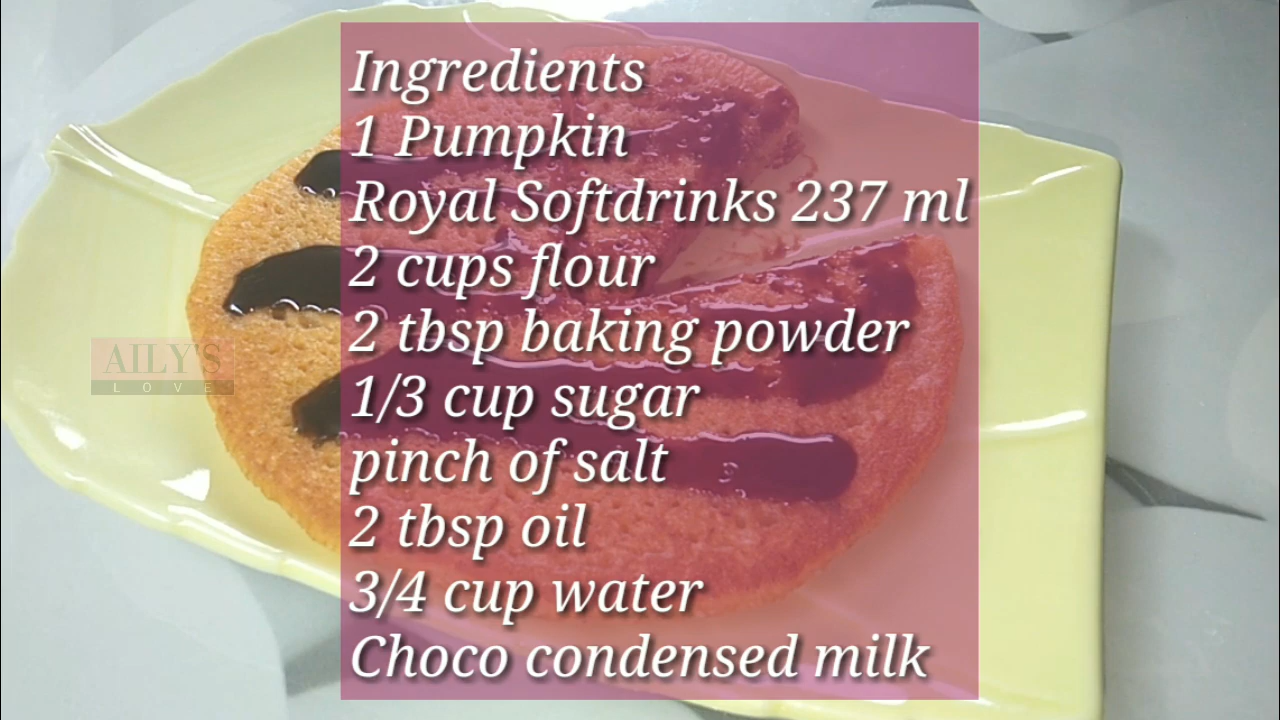 Ingredients
1 Pumpkin
Royal Softdrinks 237 ml
2 cups flour
2 tbsp baking powder
1/3 cup sugar
pinch of salt
2 tbsp oil
3/4 cup water
Choco condensed milk
AILY'S
LOVE